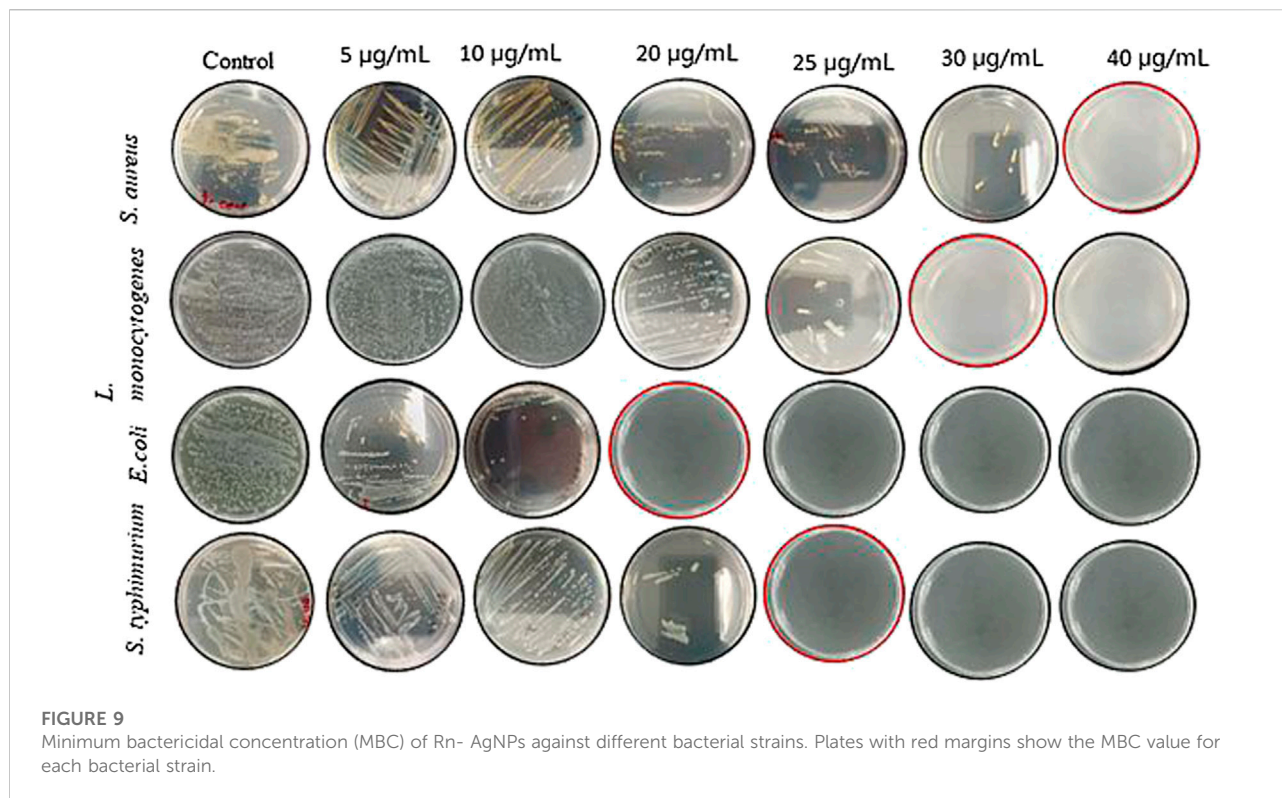 Control 5 µg/mL 10 µg/mL 20 µg/mL 25 µg/mL 30 µg/mL 40 µg/mL
S. aureus
L.
monocytogenes
E.coli
S. typhimurium
FIGURE 9
Minimum bactericidal concentration (MBC) of Rn- AgNPs against different bacterial strains. Plates with red margins show the MBC value for
each bacterial strain.